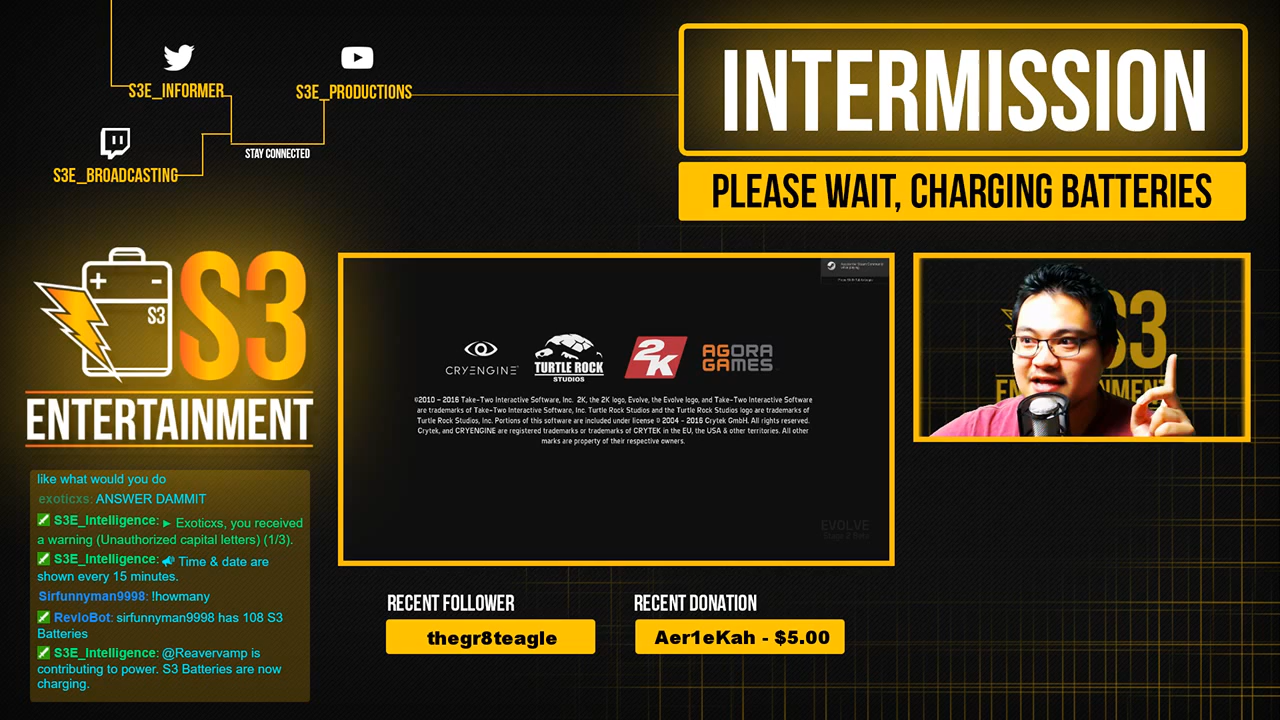 S3E_INFORMER
S3E_PRODUCTIONS
STAY CONNECTED
S3E_BROADCASTING
INTERMISSION
PLEASE WAIT, CHARGING BATTERIES
S3
S3
ENTERTAINMENT
like what would you do
exoticxs: ANSWER DAMMIT
S3E_Intelligence: ► Exoticxs, you received
a warning (Unauthorized capital letters) (1/3).
S3E_Intelligence: Time & date are
shown every 15 minutes.
Sirfunnyman9998: !howmany
RevloBot: sirfunnyman9998 has 108 S3
Batteries
S3E_Intelligence: @Reavervamp is
contributing to power. S3 Batteries are now
charging.
CRYENGINE®
TURTLE ROCK
STUDIOS
2K
AGORA
GAMES
©2010 - 2016 Take-Two Interactive Software, Inc. 2K, the 2K logo, Evolve, the Evolve logo, and Take-Two Interactive Software
are trademarks of Take-Two Interactive Software, Inc. Turtle Rock Studios and the Turtle Rock Studios logo are trademarks of
Turtle Rock Studios, Inc. Portions of this software are included under license © 2004 - 2016 Crytek GmbH. All rights reserved.
Crytek, and CRYENGINE are registered trademarks or trademarks of CRYTEK in the EU, the USA & other territories. All other
marks are property of their respective owners.
EVOLVE
Stage 2 Beta
S3
RECENT FOLLOWER
thegr8teagle
RECENT DONATION
Aer1eKah - $5.00